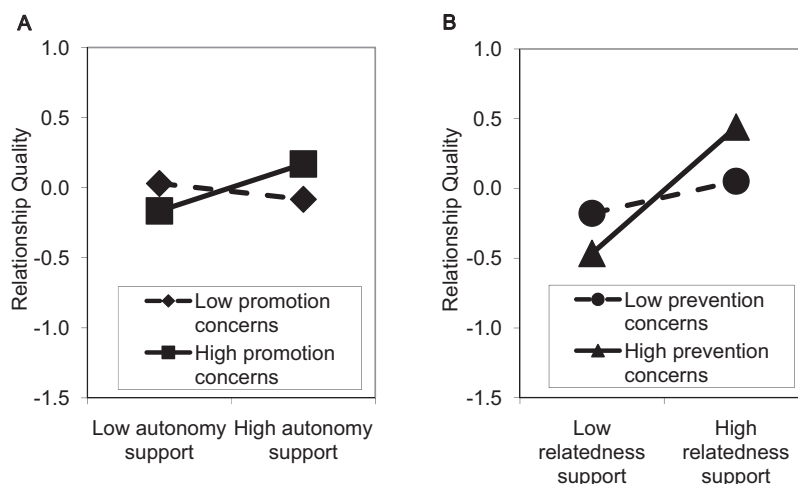 A
1.0
0.5
0.0
-0.5
-1.0
-1.5
Relationship Quality
Low promotion
concerns
High promotion
concerns
Low autonomy
support
High autonomy
support
B
1.0
0.5
0.0
-0.5
-1.0
-1.5
Relationship Quality
Low prevention
concerns
High prevention
concerns
Low
relatedness
support
High
relatedness
support